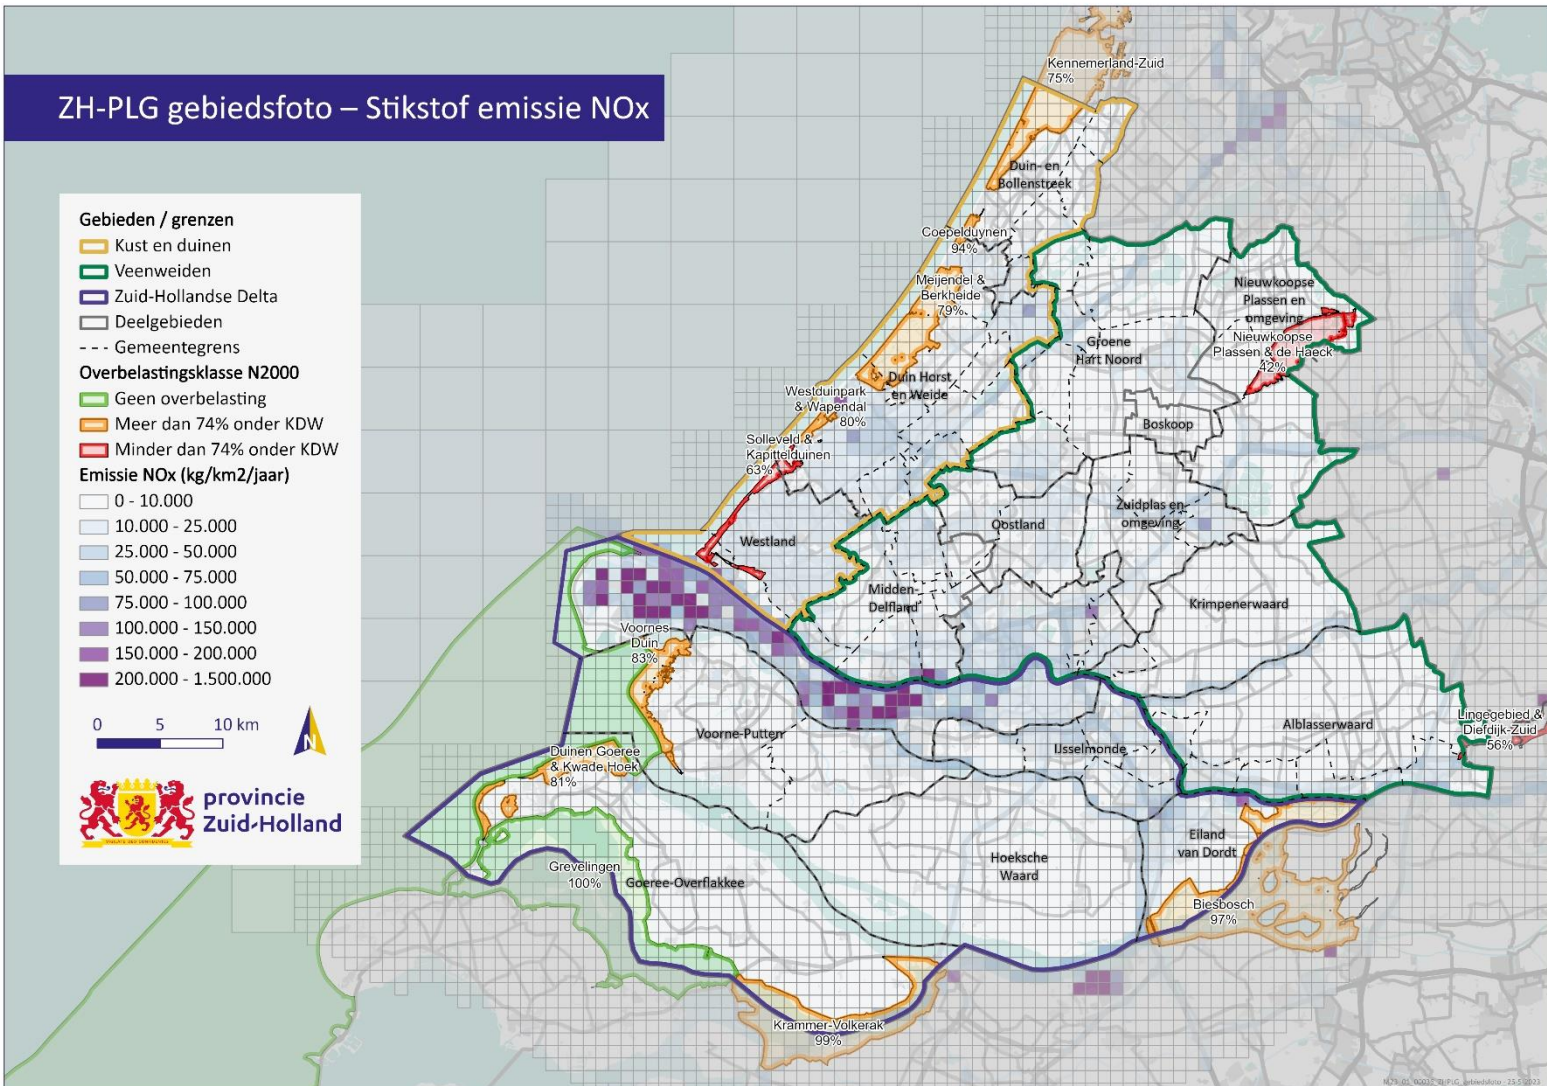 ZH-PLG gebiedsfoto – Stikstof emissie NOx
Gebieden / grenzen
Kust en duinen
Veenweiden
Zuid-Hollandse Delta
Deelgebieden
Gemeentegrens
Overbelastingsklasse N2000
Geen overbelasting
Meer dan 74% onder KDW
Minder dan 74% onder KDW
Emissie NOx (kg/km2/jaar)
0 - 10.000
10.000 - 25.000
25.000 - 50.000
50.000 - 75.000
75.000 - 100.000
100.000 - 150.000
150.000 - 200.000
200.000 - 1.500.000
0 5 10 km
N
provincie
Zuid-Holland
Kennemerland-Zuid
75%
Duin- en
Bollenstreek
Coepelduynen
94%
Meijendel &
Berkheide
79%
Nieuwkoopse
Plassen en
omgeving
Nieuwkoopse
Plassen & de Haeck
42%
Groene
Hart Noord
Duin Horst
en Weide
Westduinpark
& Wapendal
80%
Boskoop
Solleveld &
Kapittelduinen
63%
Westland
Oostland
Zuidplas en
omgeving
Midden-
Delfland
Krimpenerwaard
Voornes
Duin
83%
Voorne-Putten
IJsselmonde
Alblasserwaard
Lingegebied &
Diefdijk-Zuid
56%
Duinen Goeree
& Kwade Hoek
81%
Grevelingen
100%
Goeree-Overflakkee
Hoeksche
Waard
Eiland
van Dordt
Biesbosch
97%
Krammer-Volkerak
99%